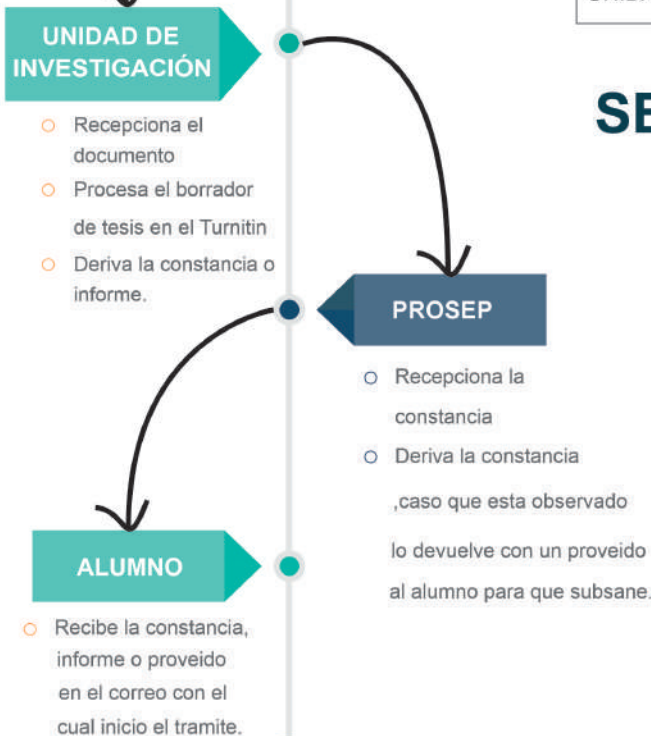 UNIDAD DE
INVESTIGACIÓN
Recepciona el
documento
Procesa el borrador
de tesis en el Turnitin
Deriva la constancia o
informe.
SE
PROSEP
Recepciona la
constancia
Deriva la constancia
,caso que esta observado
lo devuelve con un proveido
al alumno para que subsane.
ALUMNO
Recibe la constancia,
informe o proveido
en el correo con el
cual inicio el tramite.